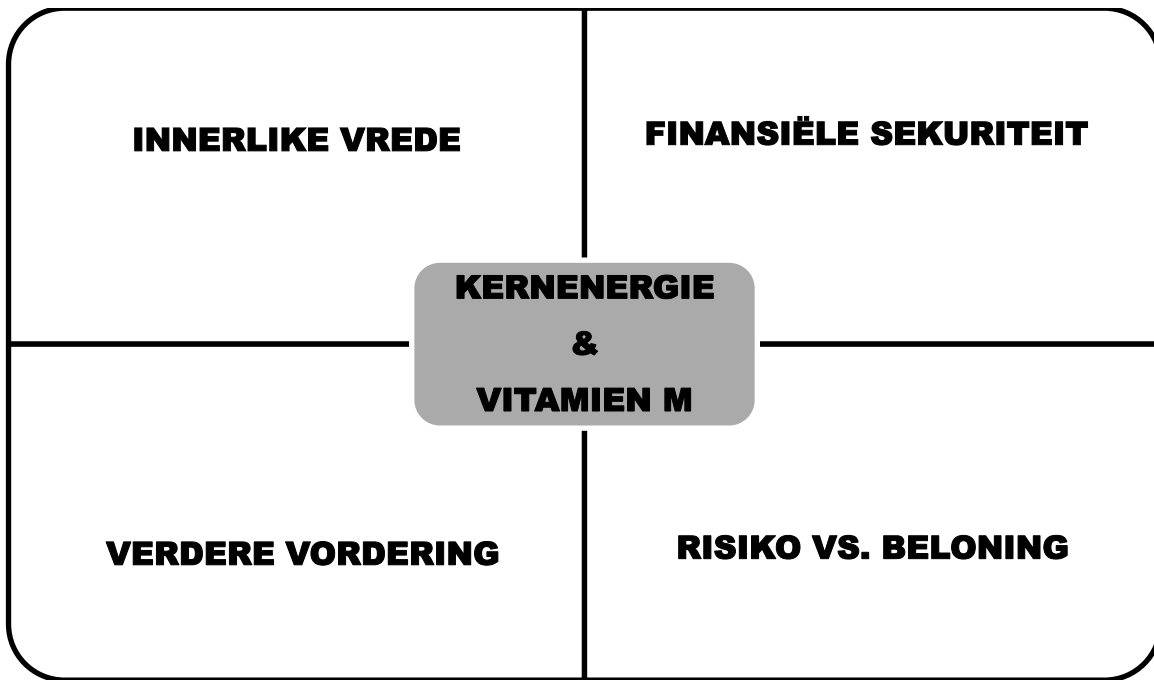 INNERLIKE VREDE
FINANSIËLE SEKURITEIT
KERNENERGIE
&
VITAMIEN M
VERDERE VORDERING
RISIKO VS. BELONING